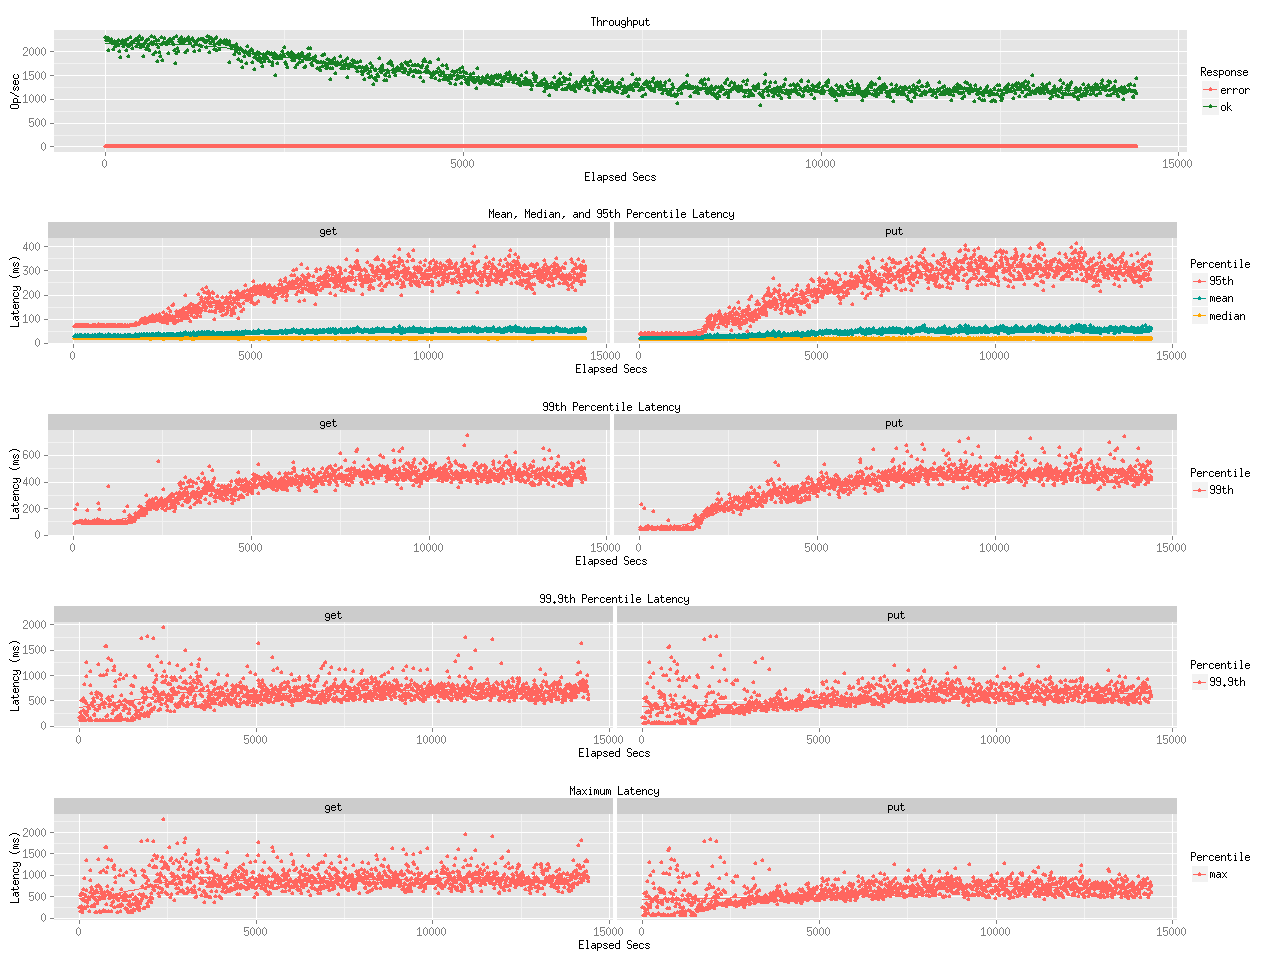 Throughput
Op/sec
2000
1500
1000
500
0
0 5000 10000 15000
Elapsed Secs
Response
error
ok
Mean, Median, and 95th Percentile Latency
get put
Latency (ms)
400
300
200
100
0
0 5000 10000 15000 0 5000 10000 15000
Elapsed Secs
Percentile
95th
mean
median
99th Percentile Latency
get put
Latency (ms)
600
400
200
0
0 5000 10000 15000 0 5000 10000 15000
Elapsed Secs
Percentile
99th
99.9th Percentile Latency
get put
Latency (ms)
2000
1500
1000
500
0
0 5000 10000 15000 0 5000 10000 15000
Elapsed Secs
Percentile
99.9th
Maximum Latency
get put
Latency (ms)
2000
1500
1000
500
0
0 5000 10000 15000 0 5000 10000 15000
Elapsed Secs
Percentile
max